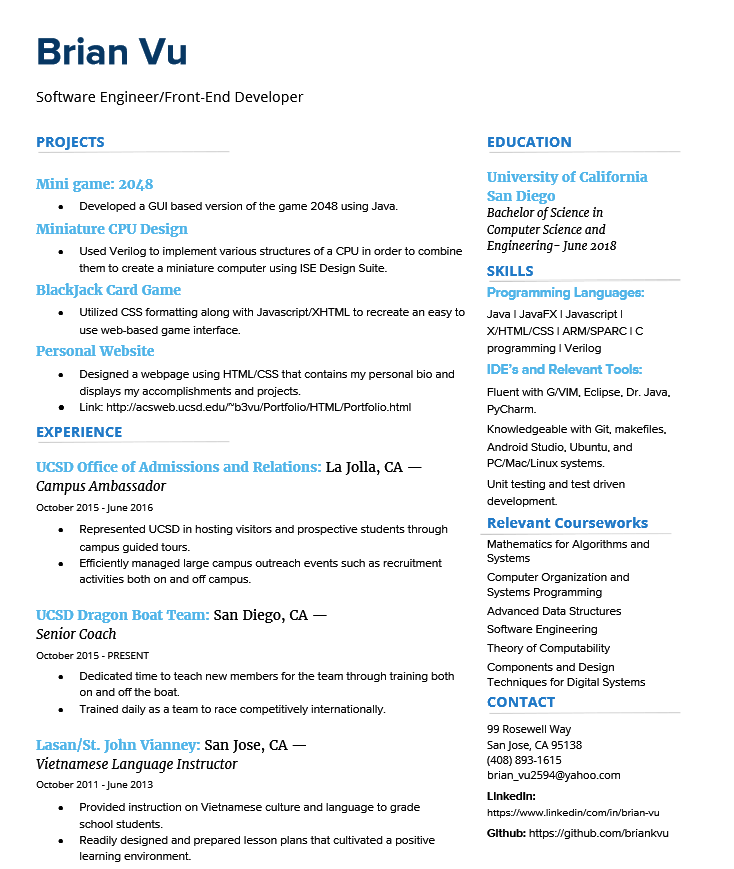 Brian Vu
Software Engineer/Front-End Developer
PROJECTS
Mini game: 2048
• Developed a GUI based version of the game 2048 using Java.
Miniature CPU Design
• Used Verilog to implement various structures of a CPU in order to combine
them to create a miniature computer using ISE Design Suite.
BlackJack Card Game
• Utilized CSS formatting along with Javascript/XHTML to recreate an easy to
use web-based game interface.
Personal Website
• Designed a webpage using HTML/CSS that contains my personal bio and
displays my accomplishments and projects.
• Link: http://acsweb.ucsd.edu/~b3vu/Portfolio/HTML/Portfolio.html
EXPERIENCE
UCSD Office of Admissions and Relations: La Jolla, CA —
Campus Ambassador
October 2015 - June 2016
• Represented UCSD in hosting visitors and prospective students through
campus guided tours.
• Efficiently managed large campus outreach events such as recruitment
activities both on and off campus.
UCSD Dragon Boat Team: San Diego, CA —
Senior Coach
October 2015 - PRESENT
• Dedicated time to teach new members for the team through training both
on and off the boat.
• Trained daily as a team to race competitively internationally.
Lasan/St. John Vianney: San Jose, CA —
Vietnamese Language Instructor
October 2011 - June 2013
• Provided instruction on Vietnamese culture and language to grade
school students.
• Readily designed and prepared lesson plans that cultivated a positive
learning environment.
EDUCATION
University of California
San Diego
Bachelor of Science in
Computer Science and
Engineering- June 2018
SKILLS
Programming Languages:
Java | JavaFX | Javascript |
X/HTML/CSS | ARM/SPARC | C
programming | Verilog
IDE's and Relevant Tools:
Fluent with G/VIM, Eclipse, Dr. Java,
PyCharm.
Knowledgeable with Git, makefiles,
Android Studio, Ubuntu, and
PC/Mac/Linux systems.
Unit testing and test driven
development.
Relevant Courseworks
Mathematics for Algorithms and
Systems
Computer Organization and
Systems Programming
Advanced Data Structures
Software Engineering
Theory of Computability
Components and Design
Techniques for Digital Systems
CONTACT
99 Rosewell Way
San Jose, CA 95138
(408) 893-1615
brian_vu2594@yahoo.com
LinkedIn:
https://www.linkedin/com/in/brian-vu
Github: https://github.com/briankvu